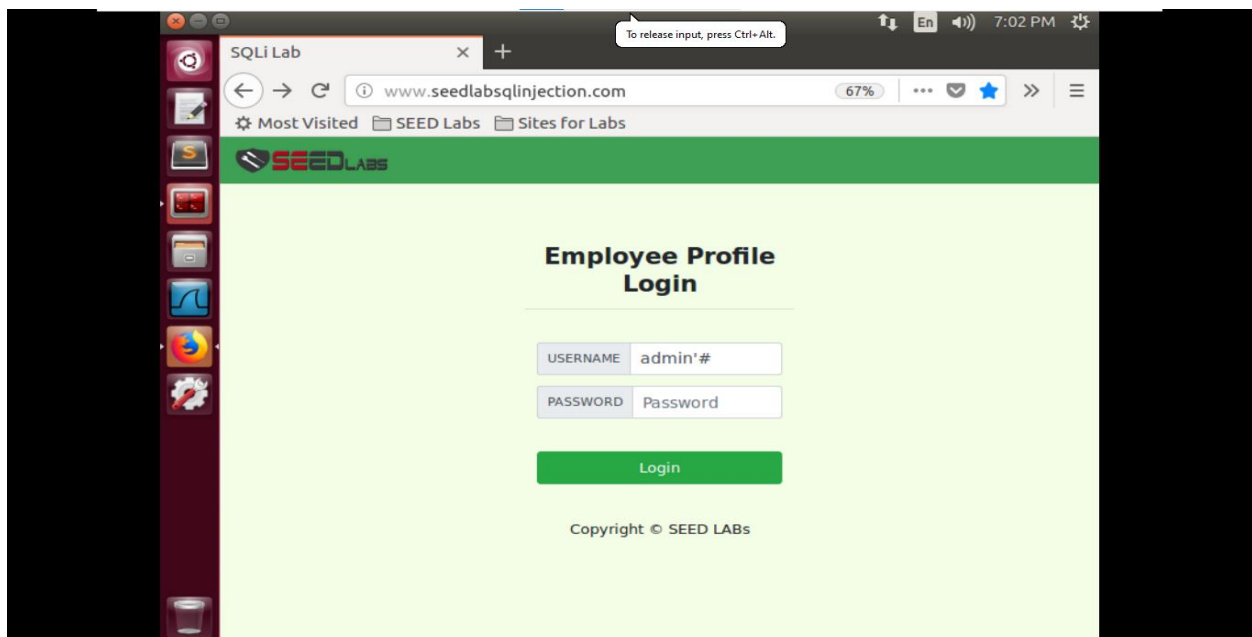 To release input, press Ctrl+Alt.
En 7:02 PM
SQLi Lab
www.seedlabsqlinjection.com 67%
Most Visited SEED Labs Sites for Labs
SEEDLABS
Employee Profile
Login
USERNAME admin'#
PASSWORD Password
Login
Copyright © SEED LABs